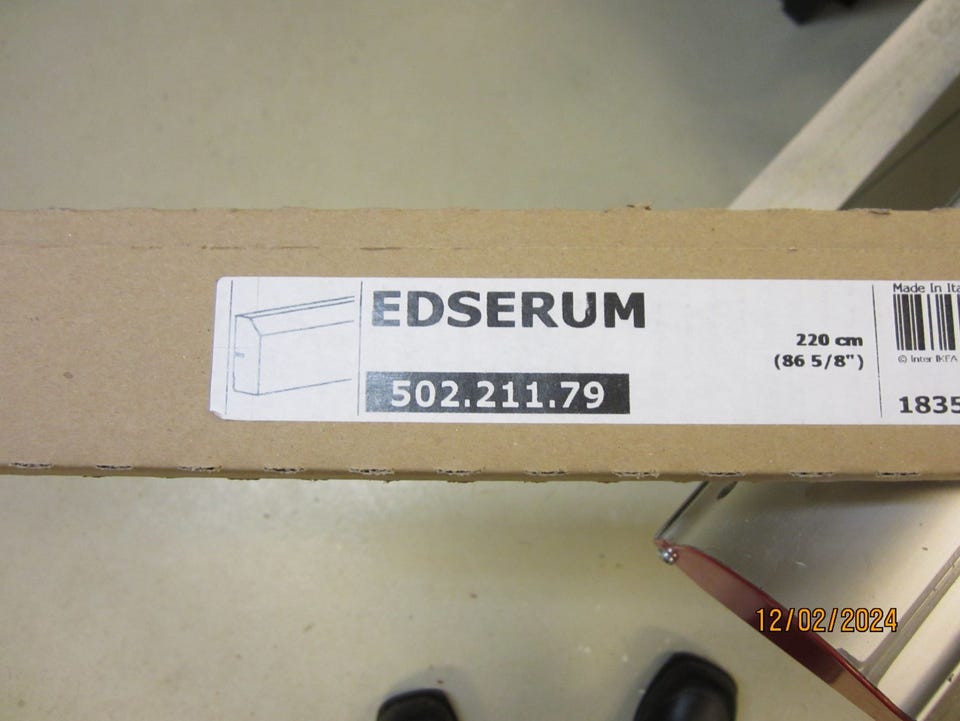 EDSERUM
220 cm
(86 5/8")
502.211.79
Made In Ita
© Inter IKEA
1835
12/02/2024